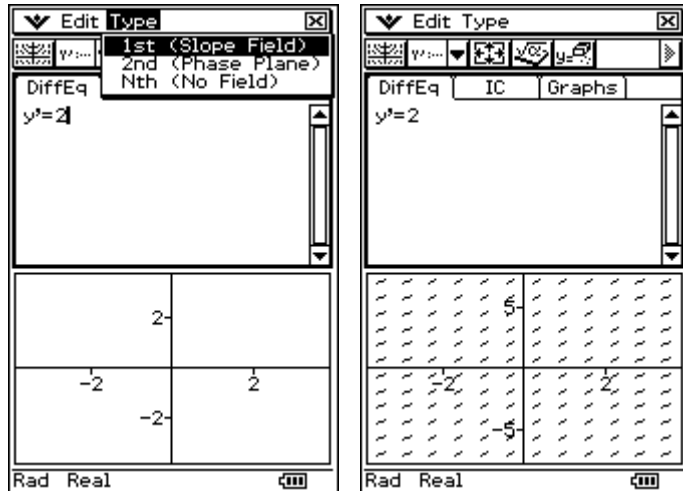 Edit Type
1st (Slope Field)
2nd (Phase Plane)
Nth (No Field)
DiffEq
y'=2
2
-2
2
-2
Rad Real
Edit Type
DiffEq IC Graphs
y'=2
5
-2
2
-5
Rad Real